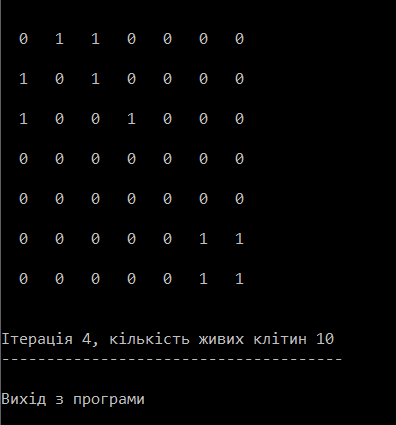 0 1 1 0 0 0 0
1 0 1 0 0 0 0
1 0 0 1 0 0 0
0 0 0 0 0 0 0
0 0 0 0 0 0 0
0 0 0 0 0 1 1
0 0 0 0 0 1 1
Ітерація 4, кількість живих клітин 10
--------------------------------------
Вихід з програми